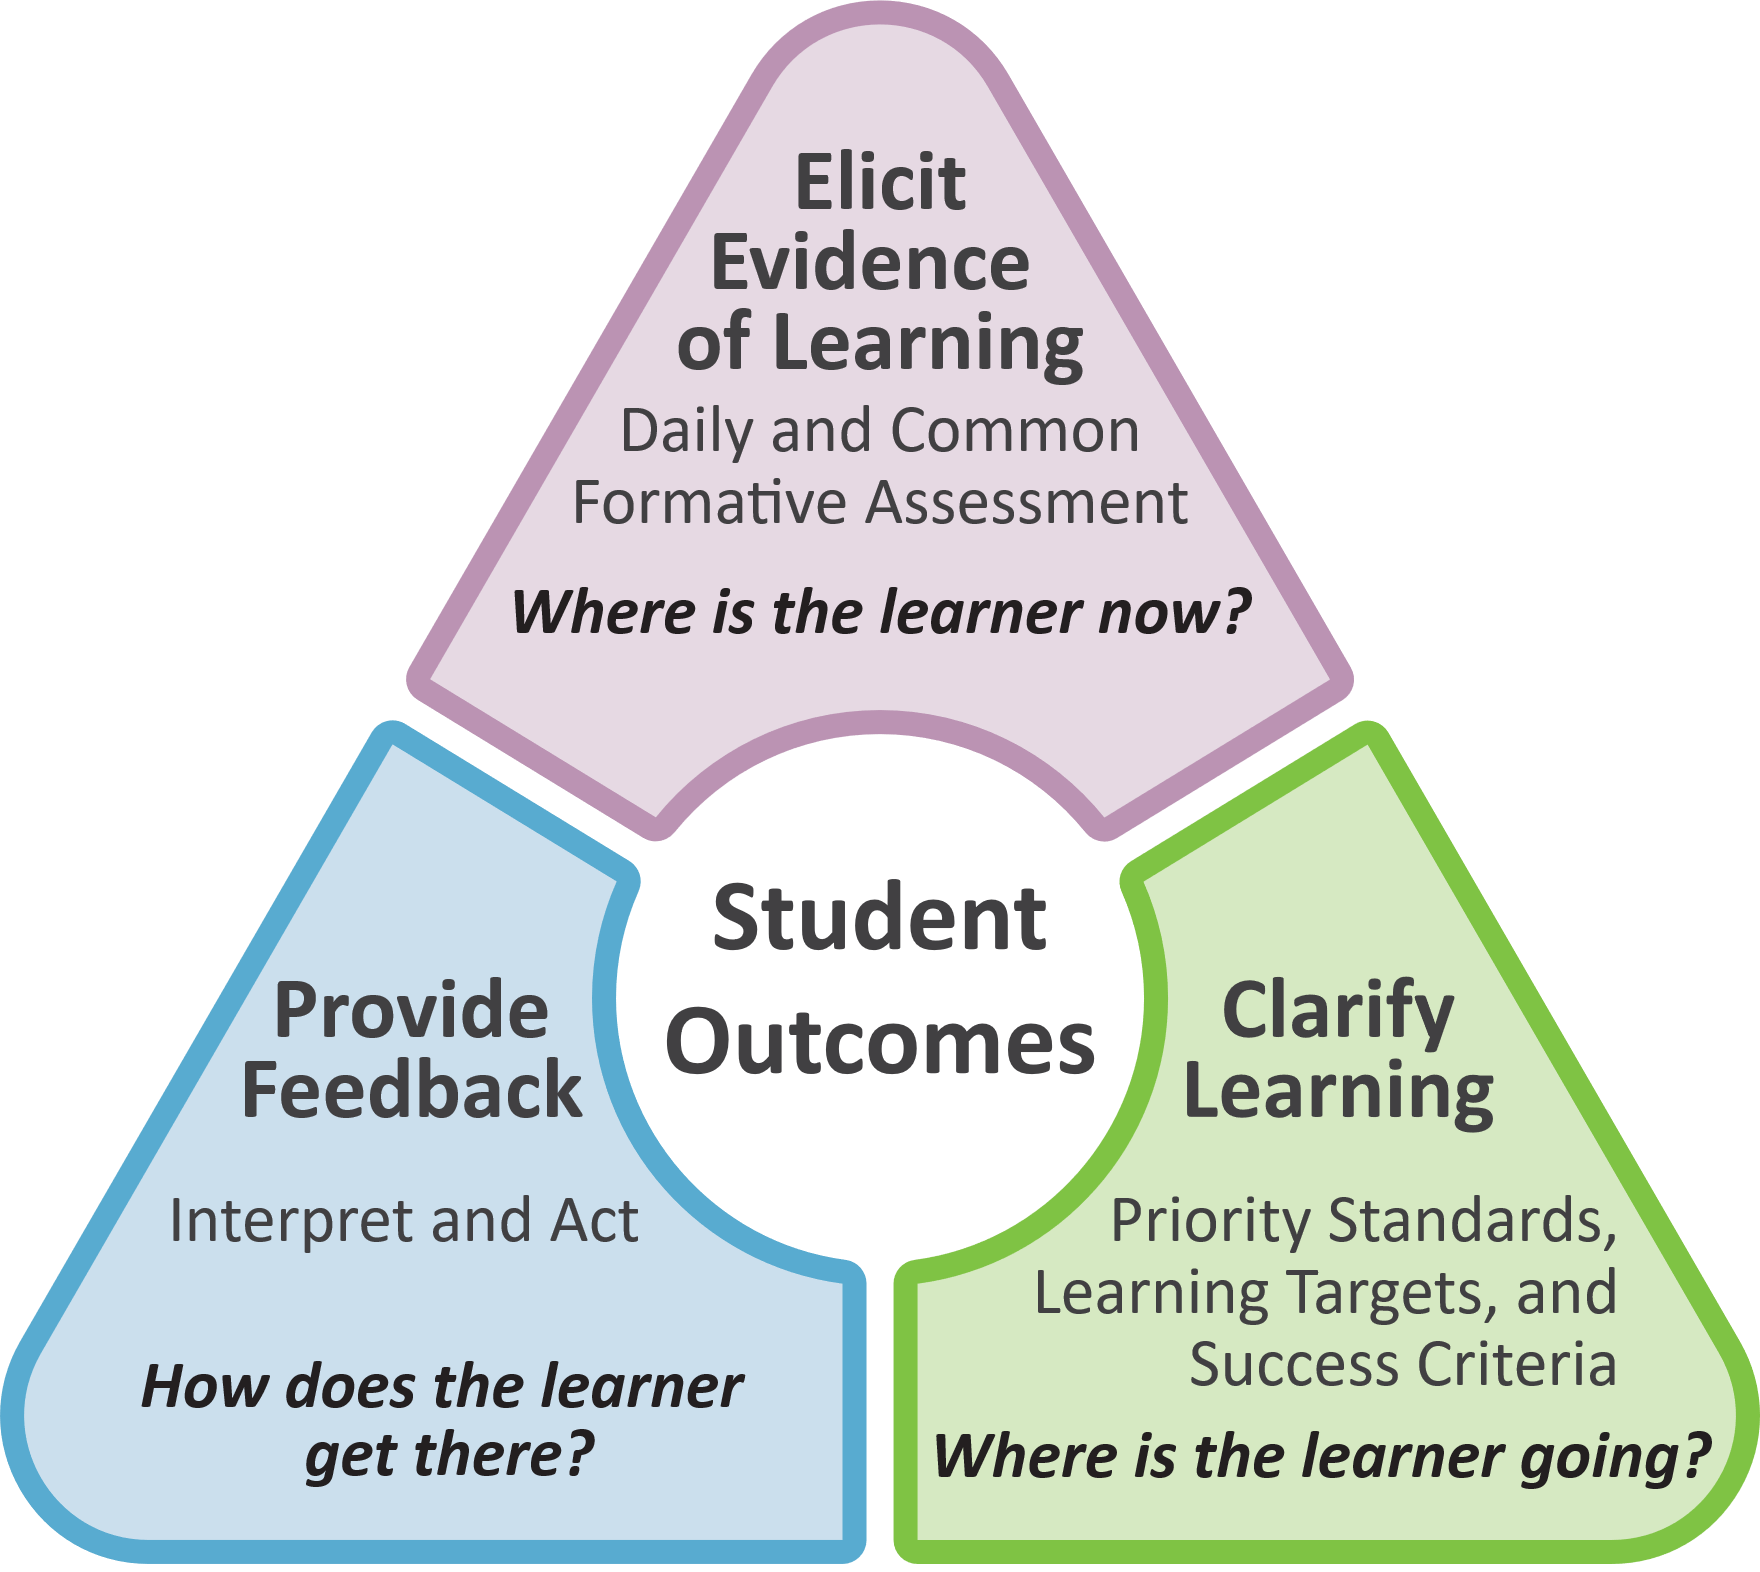 Elicit
Evidence
of Learning
Daily and Common
Formative Assessment
Where is the learner now?
Student
Outcomes
Provide
Feedback
Interpret and Act
How does the learner
get there?
Clarify
Learning
Priority Standards,
Learning Targets, and
Success Criteria
Where is the learner going?